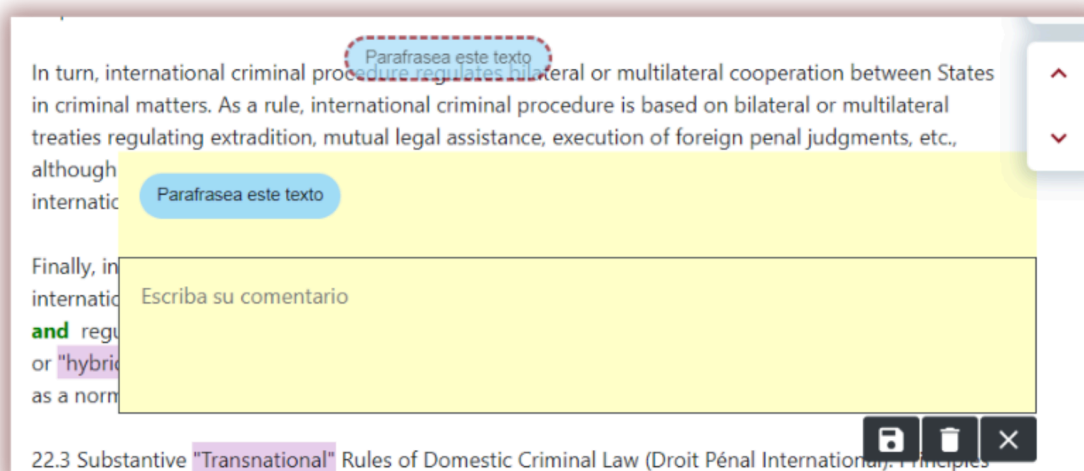 Parafrasea este texto
In turn, international criminal procedure regulates bilateral or multilateral cooperation between States
in criminal matters. As a rule, international criminal procedure is based on bilateral or multilateral
treaties regulating extradition, mutual legal assistance, execution of foreign penal judgments, etc.,
although
Parafrasea este texto
Finally, in
Escriba su comentario
and regu
or "hybri
as a norm
22.3 Substantive "Transnational" Rules of Domestic Criminal Law (Droit Pénal International). Principles